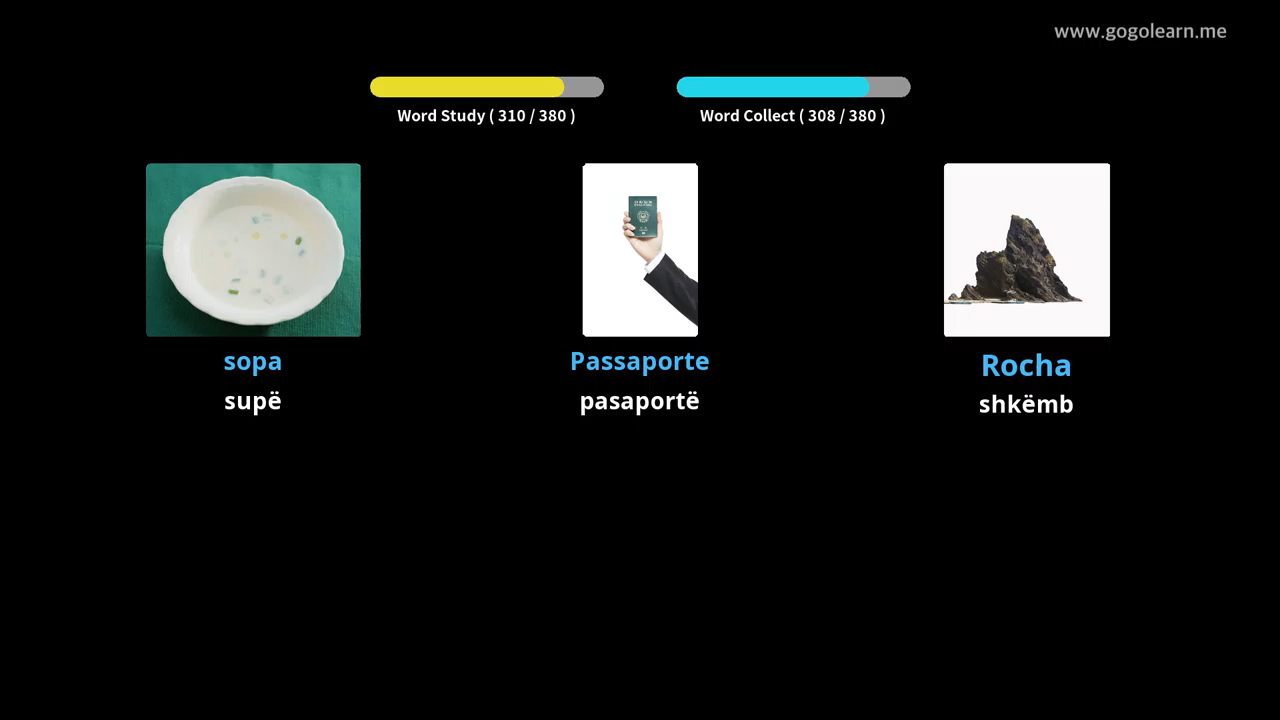 www.gogolearn.me
Word Study ( 310 / 380 )
Word Collect ( 308 / 380 )
sopa
Passaporte
Rocha
supë
pasaportë
shkëmb